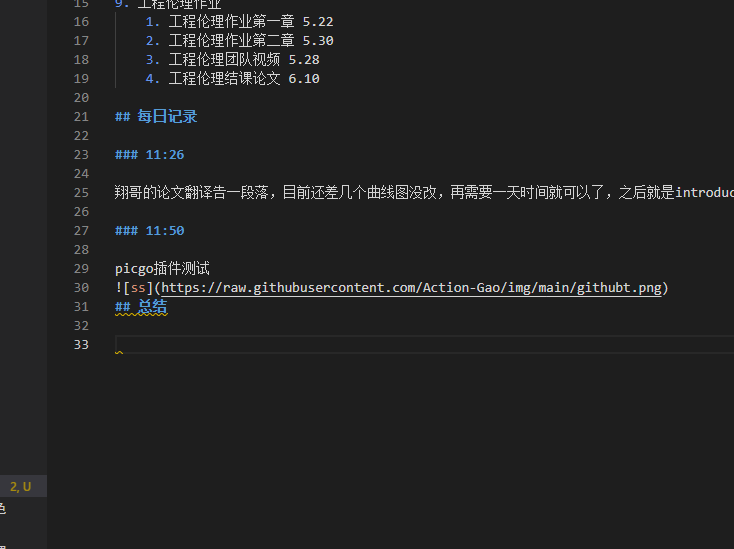 15 9. 工程伦理作业
16 1. 工程伦理作业第一章 5.22
17 2. 工程伦理作业第二章 5.30
18 3. 工程伦理团队视频 5.28
19 4. 工程伦理结课论文 6.10
20
21 ## 每日记录
22
23 ### 11:26
24
25 翔哥的论文翻译告一段落，目前还差几个曲线图没改，再需要一天时间就可以了，之后就是introduc
26
27 ### 11:50
28
29 picgo插件测试
30 ![ss](https://raw.githubusercontent.com/Action-Gao/img/main/githubt.png)
31 ## 总结
32
33
2, U
色